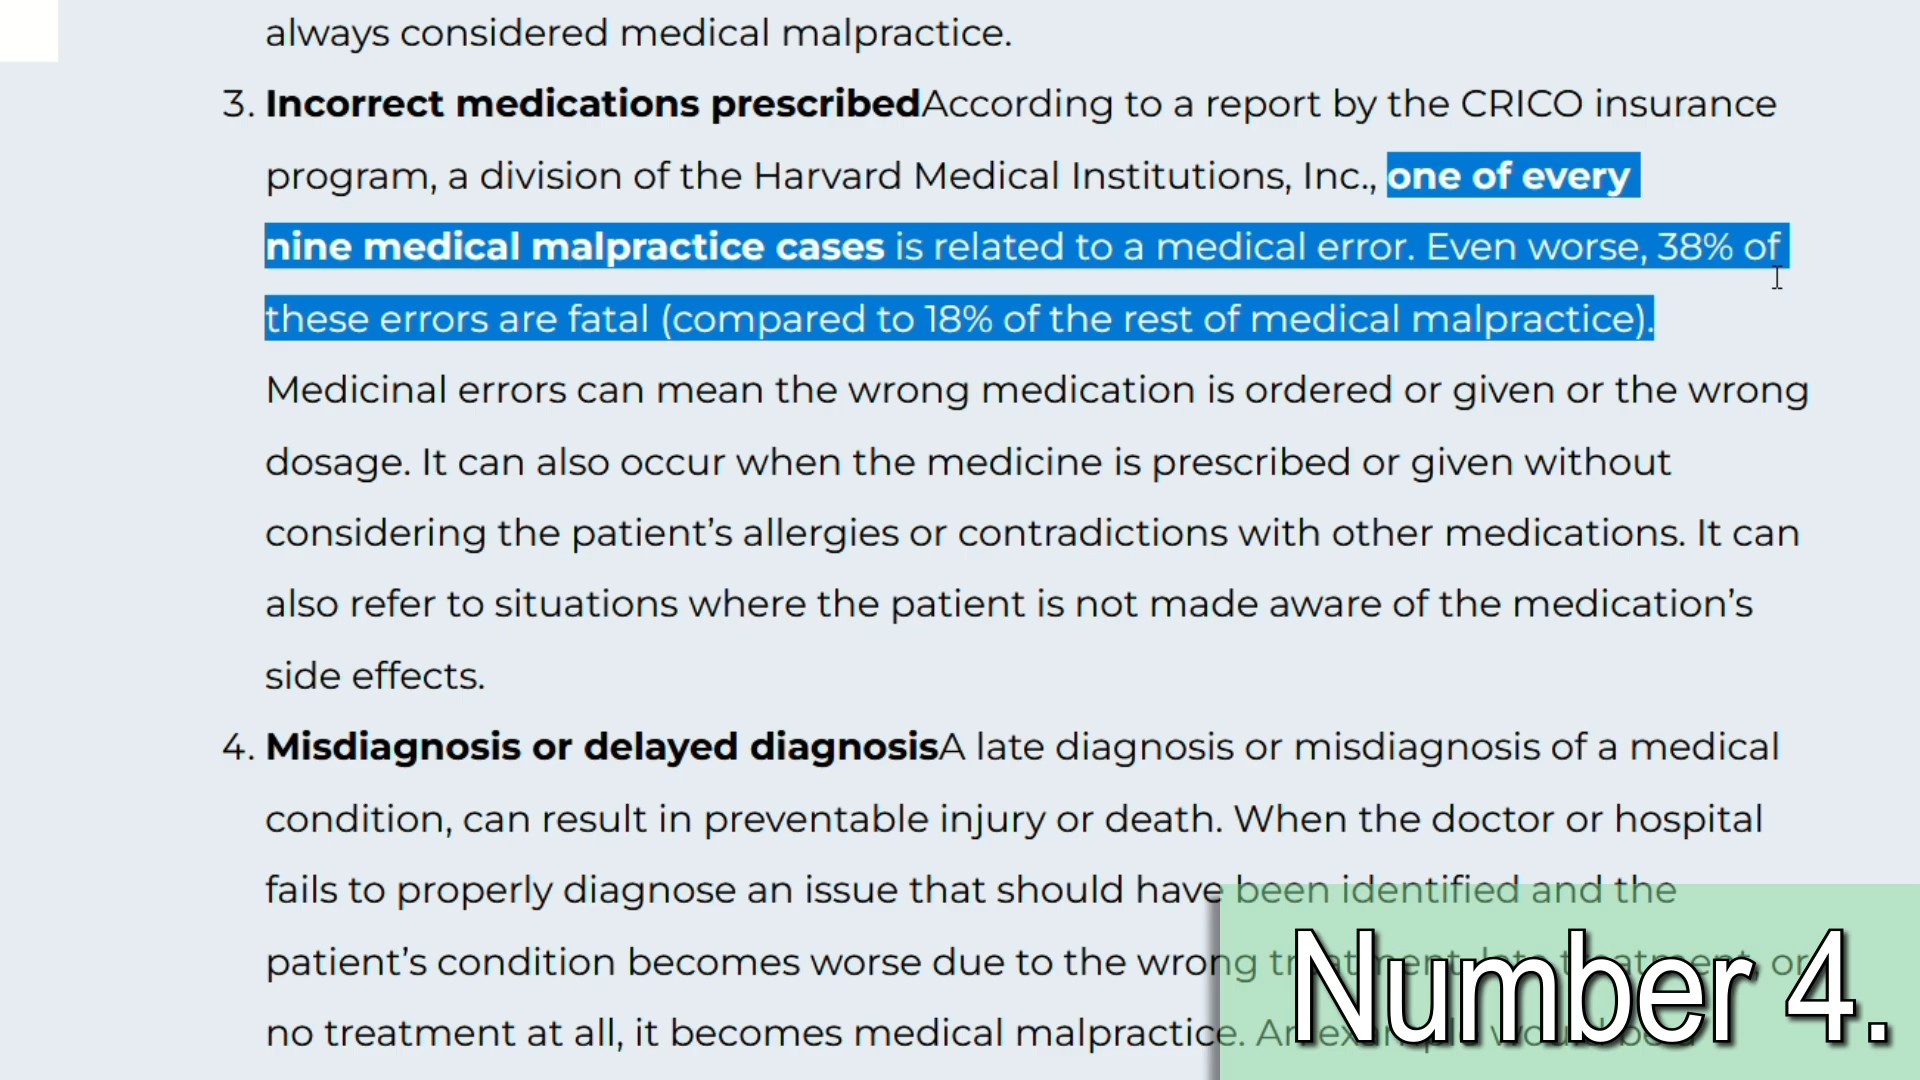 always considered medical malpractice.
3. Incorrect medications prescribedAccording to a report by the CRICO insurance
program, a division of the Harvard Medical Institutions, Inc., one of every
nine medical malpractice cases is related to a medical error. Even worse, 38% of
these errors are fatal (compared to 18% of the rest of medical malpractice).
Medicinal errors can mean the wrong medication is ordered or given or the wrong
dosage. It can also occur when the medicine is prescribed or given without
considering the patient’s allergies or contradictions with other medications. It can
also refer to situations where the patient is not made aware of the medication’s
side effects.
4. Misdiagnosis or delayed diagnosisA late diagnosis or misdiagnosis of a medical
condition, can result in preventable injury or death. When the doctor or hospital
fails to properly diagnose an issue that should have been identified and the
patient’s condition becomes worse due to the wrong treatment, late treatment, or
no treatment at all, it becomes medical malpractice. An example would be
Number 4.